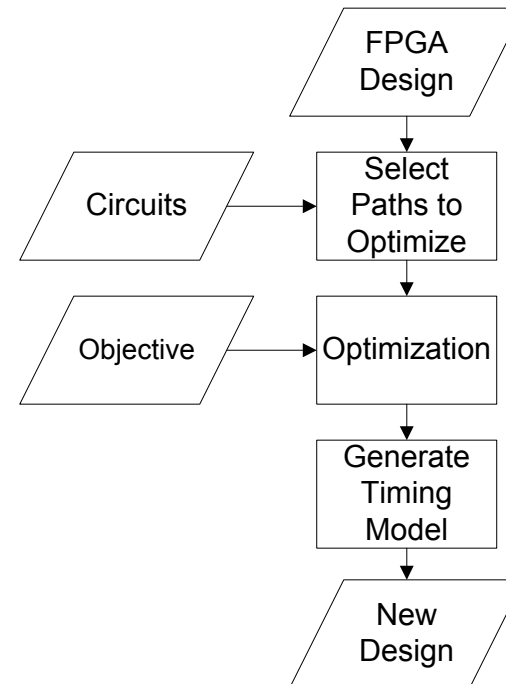 FPGA
Design
Circuits
Select
Paths to
Optimize
Objective
Optimization
Generate
Timing
Model
New
Design